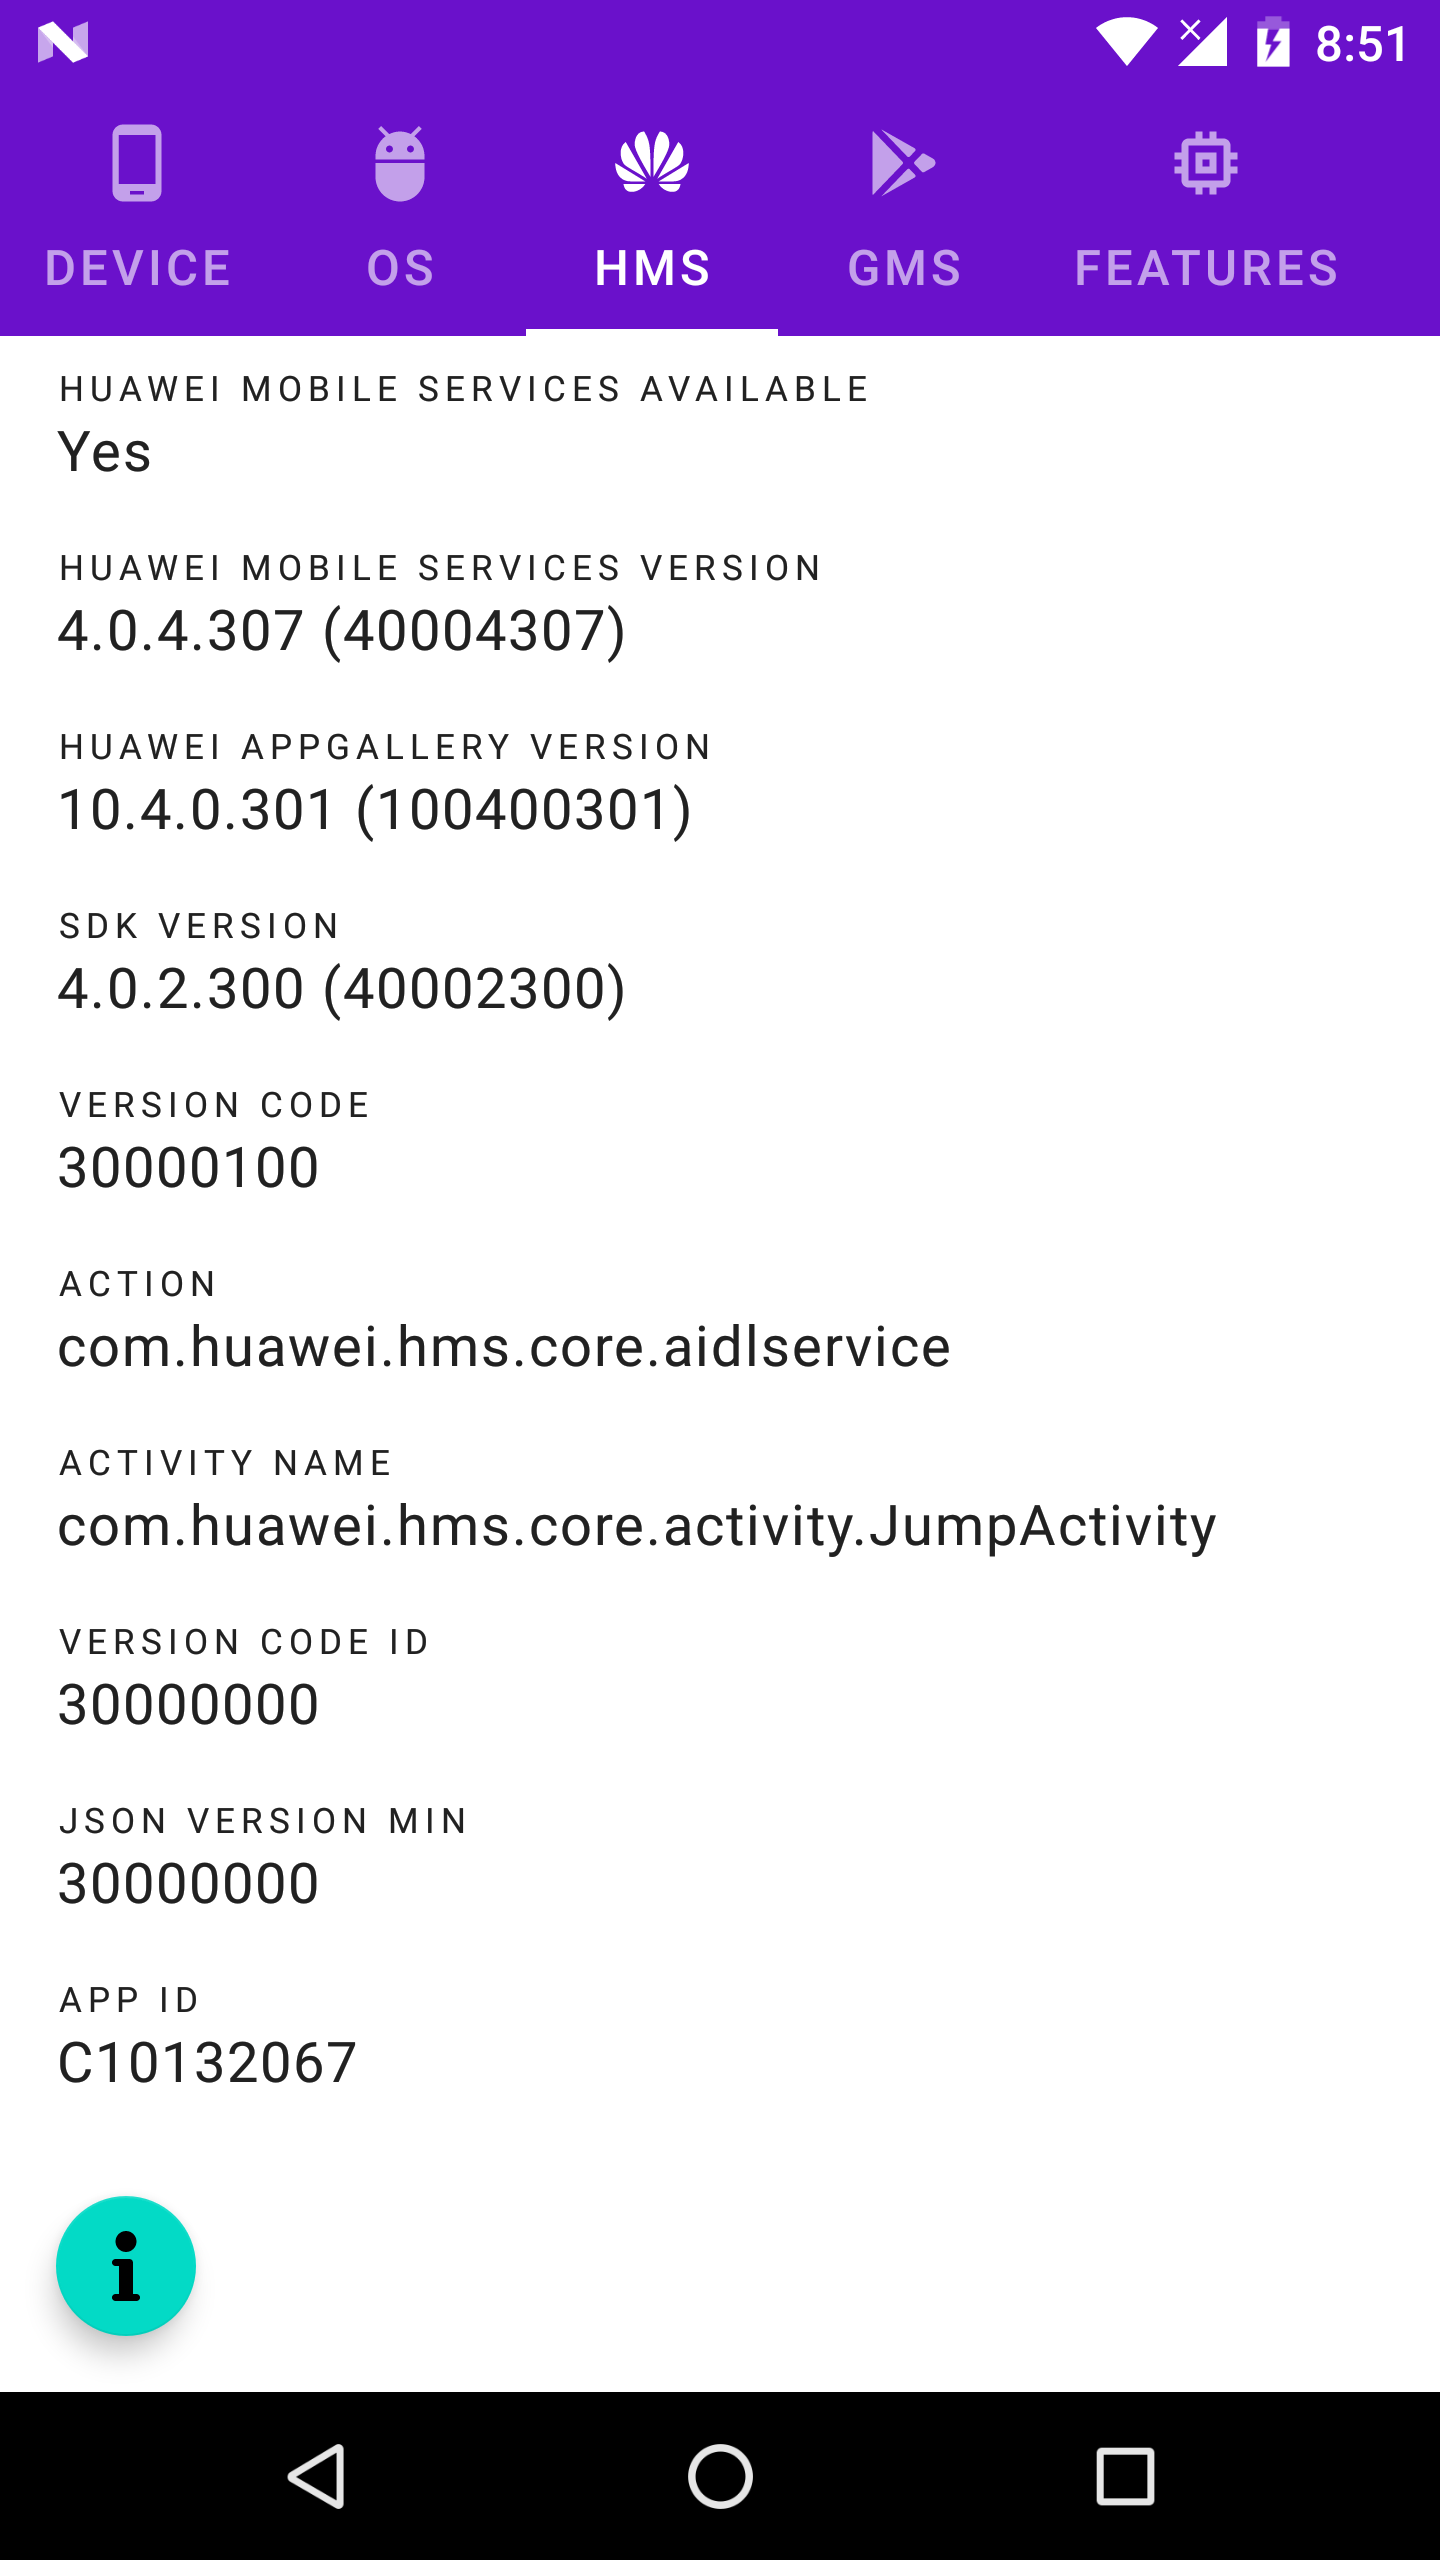 8:51
DEVICE OS HMS GMS FEATURES
HUAWEI MOBILE SERVICES AVAILABLE
Yes
HUAWEI MOBILE SERVICES VERSION
4.0.4.307 (40004307)
HUAWEI APPGALLERY VERSION
10.4.0.301 (100400301)
SDK VERSION
4.0.2.300 (40002300)
VERSION CODE
30000100
ACTION
com.huawei.hms.core.aidlservice
ACTIVITY NAME
com.huawei.hms.core.activity.JumpActivity
VERSION CODE ID
30000000
JSON VERSION MIN
30000000
APP ID
C10132067